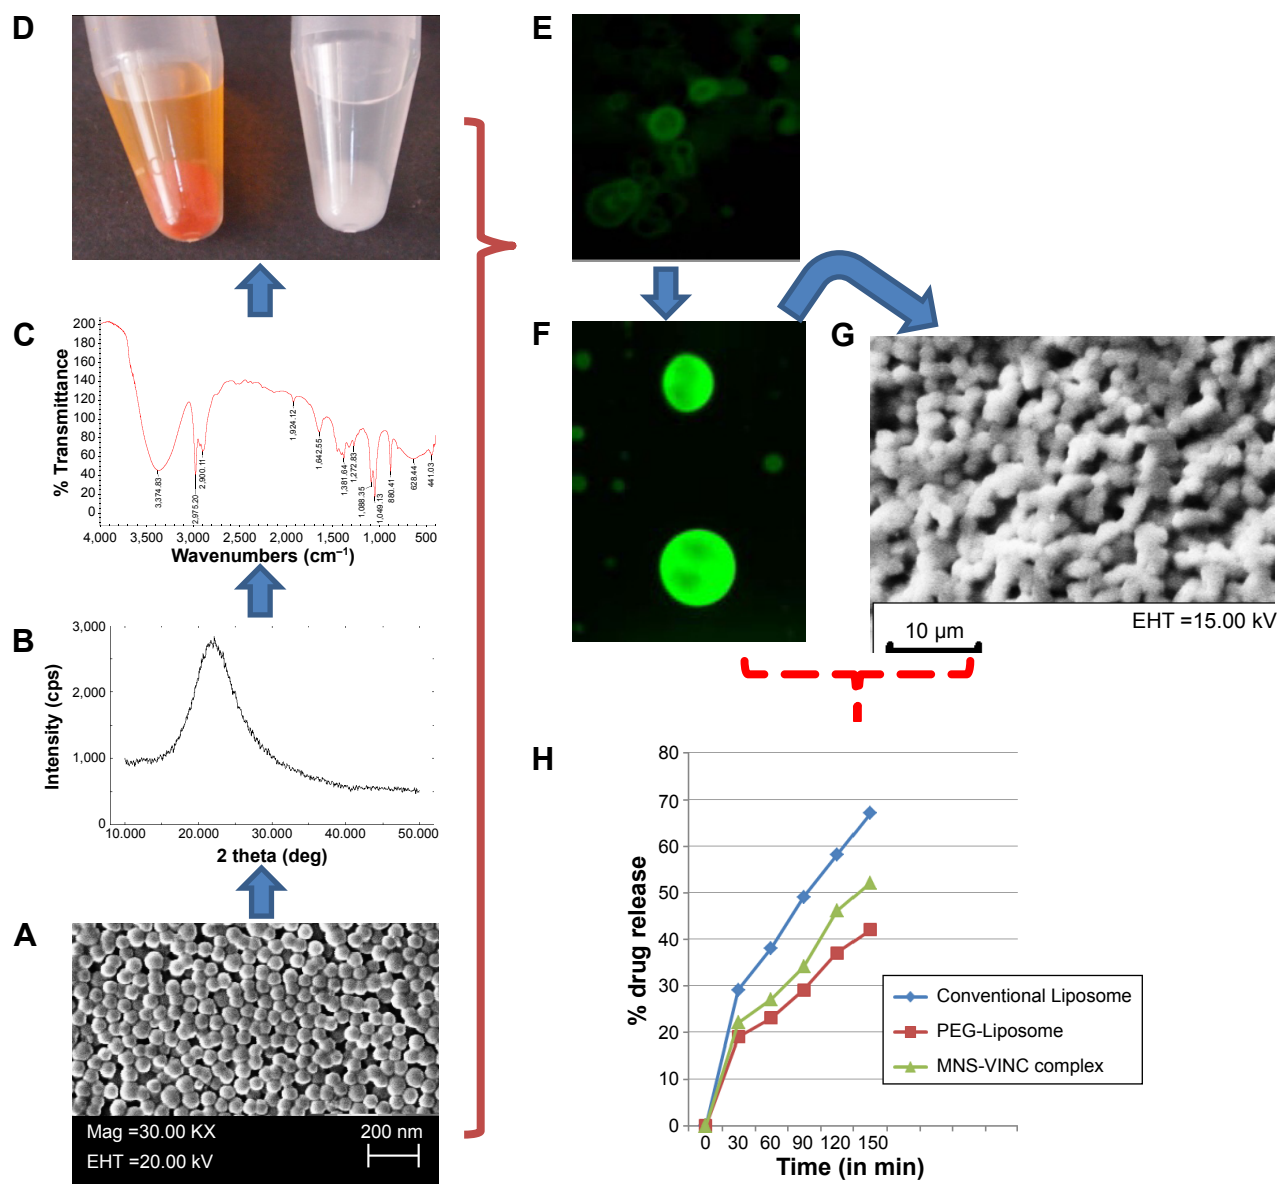 D
E
C
200
180
160
140
120
100
80
60
40
20
0
% Transmittance
3,374.83
2,975.20
2,900.11
1,924.12
1,642.55
1,381.64
1,272.83
1,088.35
1,049.13
880.41
628.44
441.03
4,000 3,500 3,000 2,500 2,000 1,500 1,000 500
Wavenumbers (cm⁻¹)
F
G
EHT =15.00 kV
10 µm
B
3,000
2,000
1,000
0
Intensity (cps)
10.000 20.000 30.000 40.000 50.000
2 theta (deg)
A
Mag =30.00 KX
EHT =20.00 kV
200 nm
H
80
70
60
50
40
30
20
10
0
% drug release
0 30 60 90 120 150
Time (in min)
Conventional Liposome
PEG-Liposome
MNS-VINC complex